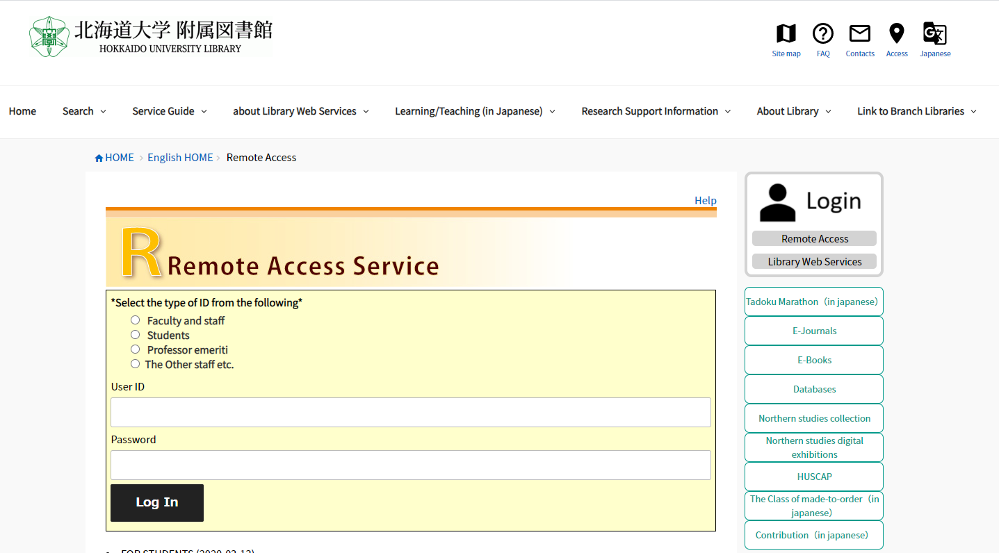 北海道大学 附属図書館
HOKKAIDO UNIVERSITY LIBRARY
Site map
FAQ
Contacts
Access
Japanese
Home
Search
Service Guide
about Library Web Services
Learning/Teaching (in Japanese)
Research Support Information
About Library
Link to Branch Libraries
HOME > English HOME > Remote Access
Help
R Remote Access Service
*Select the type of ID from the following*
Faculty and staff
Students
Professor emeriti
The Other staff etc.
User ID
Password
Log In
FOR STUDENTS (2020-03-13)
Login
Remote Access
Library Web Services
Tadoku Marathon（in japanese）
E-Journals
E-Books
Databases
Northern studies collection
Northern studies digital
exhibitions
HUSCAP
The Class of made-to-order（in
japanese）
Contribution（in japanese）